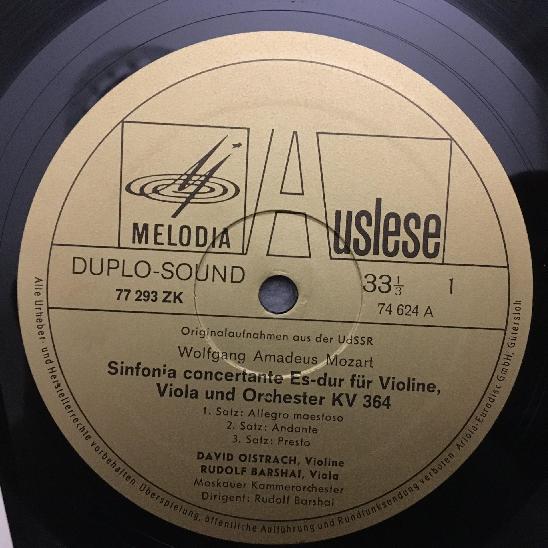 MELODIA
Auslese
DUPLO-SOUND
77 293 ZK
33 1/3
1
74 624 A
Originalaufnahmen aus der UdSSR
Wolfgang Amadeus Mozart
Sinfonia concertante Es-dur für Violine,
Viola und Orchester KV 364
1. Satz: Allegro maestoso
2. Satz: Andante
3. Satz: Presto
DAVID OISTRACH, Violine
RUDOLF BARSHAI, Viola
Moskauer Kammerorchester
Dirigent: Rudolf Barshai
Alle Urheber- und Herstellerrechte vorbehalten. Überspielung, öffentliche Aufführung und Rundfunksendung verboten. Ariola-Eurodisc GmbH, Gütersloh